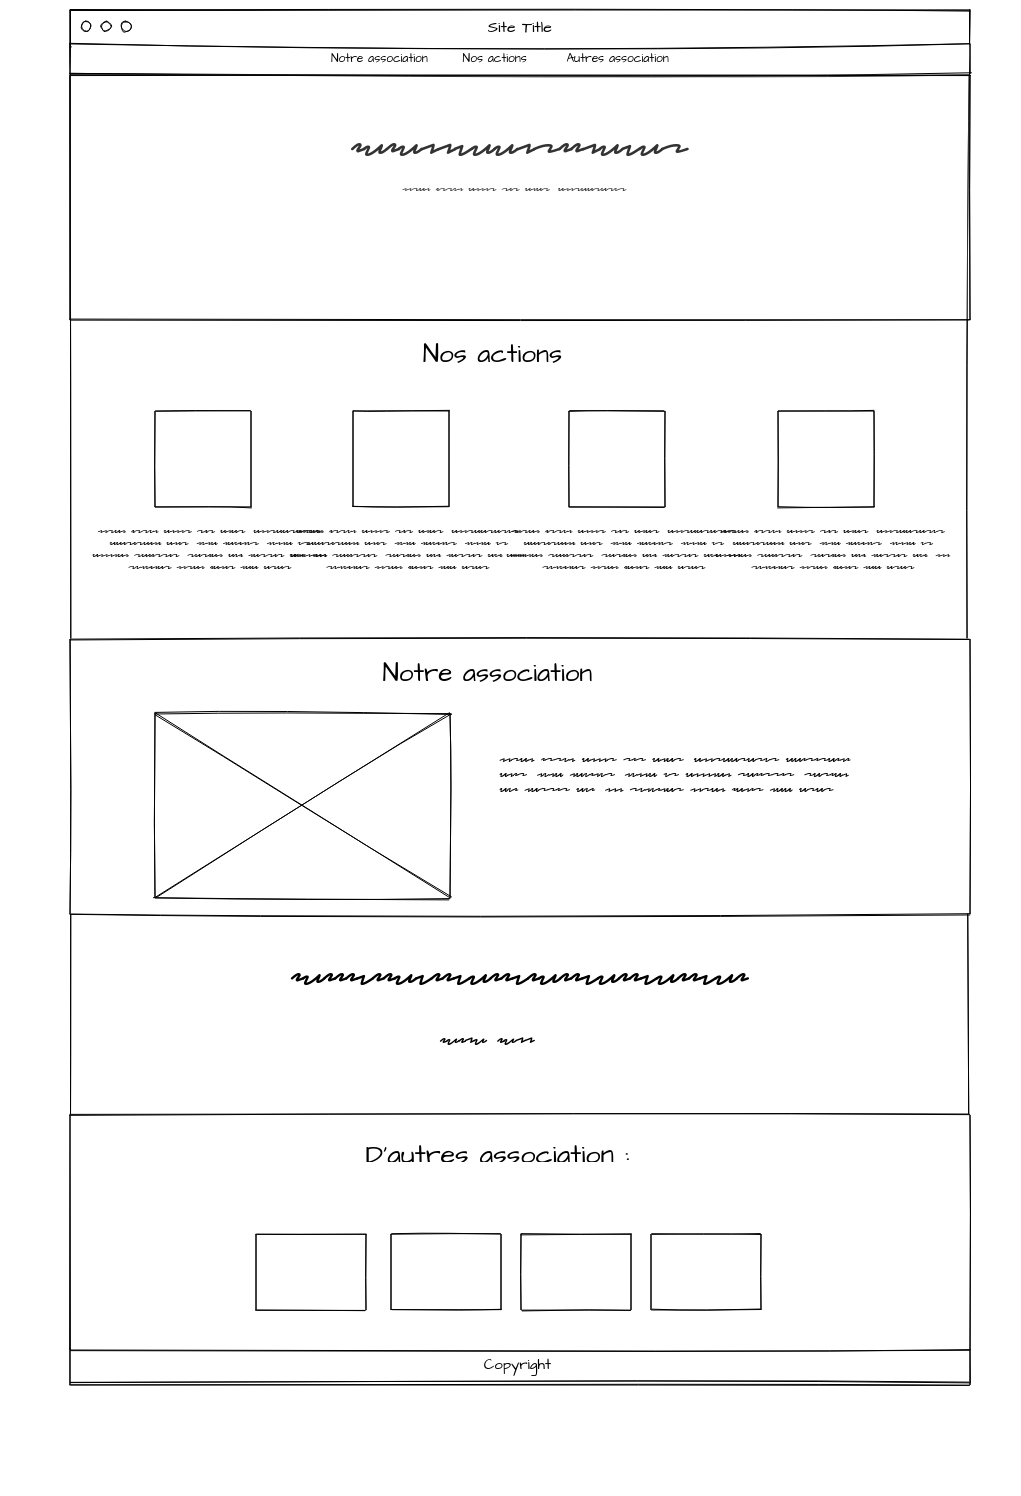 Site Title
Notre association Nos actions Autres association
Nos actions
Notre association
D'autres association :
Copyright